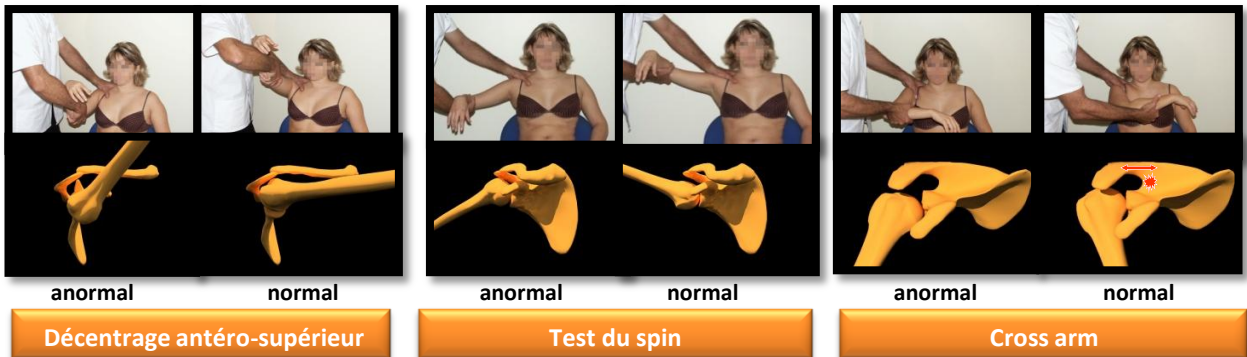 anormal normal
Décentrage antéro-supérieur
anormal normal
Test du spin
anormal normal
Cross arm